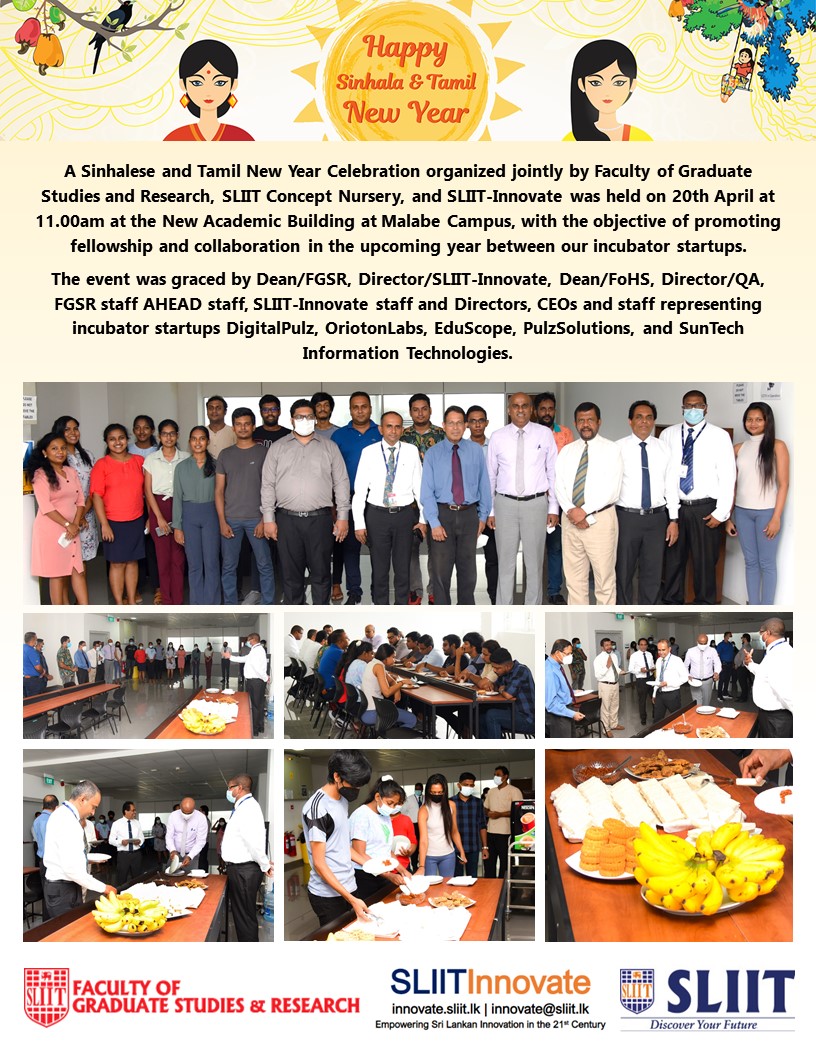 Happy
Sinhala & Tamil
New Year
A Sinhalese and Tamil New Year Celebration organized jointly by Faculty of Graduate
Studies and Research, SLIIT Concept Nursery, and SLIIT-Innovate was held on 20th April at
11.00am at the New Academic Building at Malabe Campus, with the objective of promoting
fellowship and collaboration in the upcoming year between our incubator startups.
The event was graced by Dean/FGSR, Director/SLIIT-Innovate, Dean/FoHS, Director/QA,
FGSR staff AHEAD staff, SLIIT-Innovate staff and Directors, CEOs and staff representing
incubator startups DigitalPulz, OriotonLabs, EduScope, PulzSolutions, and SunTech
Information Technologies.
SLIIT
FACULTY OF
GRADUATE STUDIES & RESEARCH
SLIITInnovate
innovate.sliit.lk | innovate@sliit.lk
Empowering Sri Lankan Innovation in the 21st Century
SLIIT
SLIIT
Discover Your Future